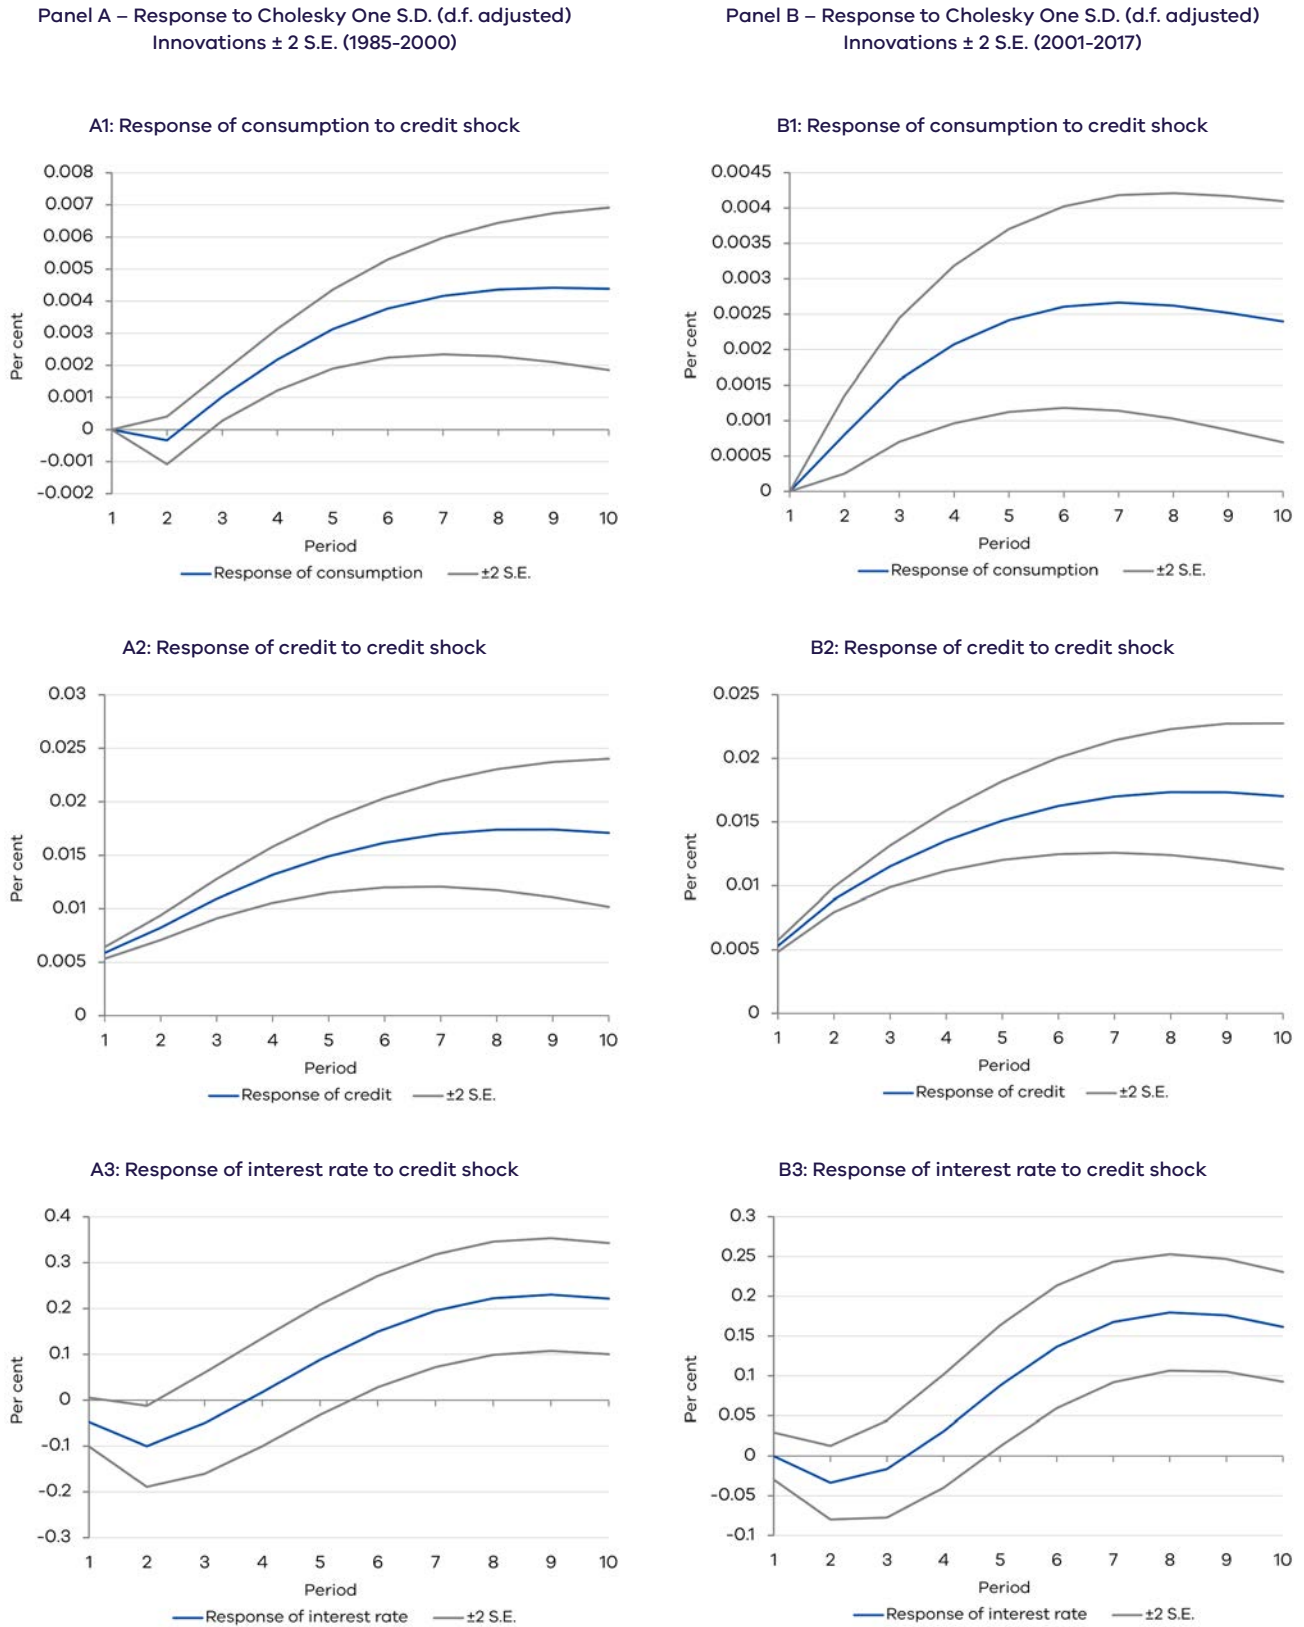 Panel A – Response to Cholesky One S.D. (d.f. adjusted)
Innovations ± 2 S.E. (1985-2000)
Panel B – Response to Cholesky One S.D. (d.f. adjusted)
Innovations ± 2 S.E. (2001-2017)
A1: Response of consumption to credit shock
0.008
0.007
0.006
0.005
0.004
0.003
0.002
0.001
0
-0.001
-0.002
Per cent
1 2 3 4 5 6 7 8 9 10
Period
Response of consumption ±2 S.E.
B1: Response of consumption to credit shock
0.0045
0.004
0.0035
0.003
0.0025
0.002
0.0015
0.001
0.0005
0
Per cent
1 2 3 4 5 6 7 8 9 10
Period
Response of consumption ±2 S.E.
A2: Response of credit to credit shock
0.03
0.025
0.02
0.015
0.01
0.005
0
Per cent
1 2 3 4 5 6 7 8 9 10
Period
Response of credit ±2 S.E.
B2: Response of credit to credit shock
0.025
0.02
0.015
0.01
0.005
0
Per cent
1 2 3 4 5 6 7 8 9 10
Period
Response of credit ±2 S.E.
A3: Response of interest rate to credit shock
0.4
0.3
0.2
0.1
0
-0.1
-0.2
-0.3
Per cent
1 2 3 4 5 6 7 8 9 10
Period
Response of interest rate ±2 S.E.
B3: Response of interest rate to credit shock
0.3
0.25
0.2
0.15
0.1
0.05
0
-0.05
-0.1
Per cent
1 2 3 4 5 6 7 8 9 10
Period
Response of interest rate ±2 S.E.